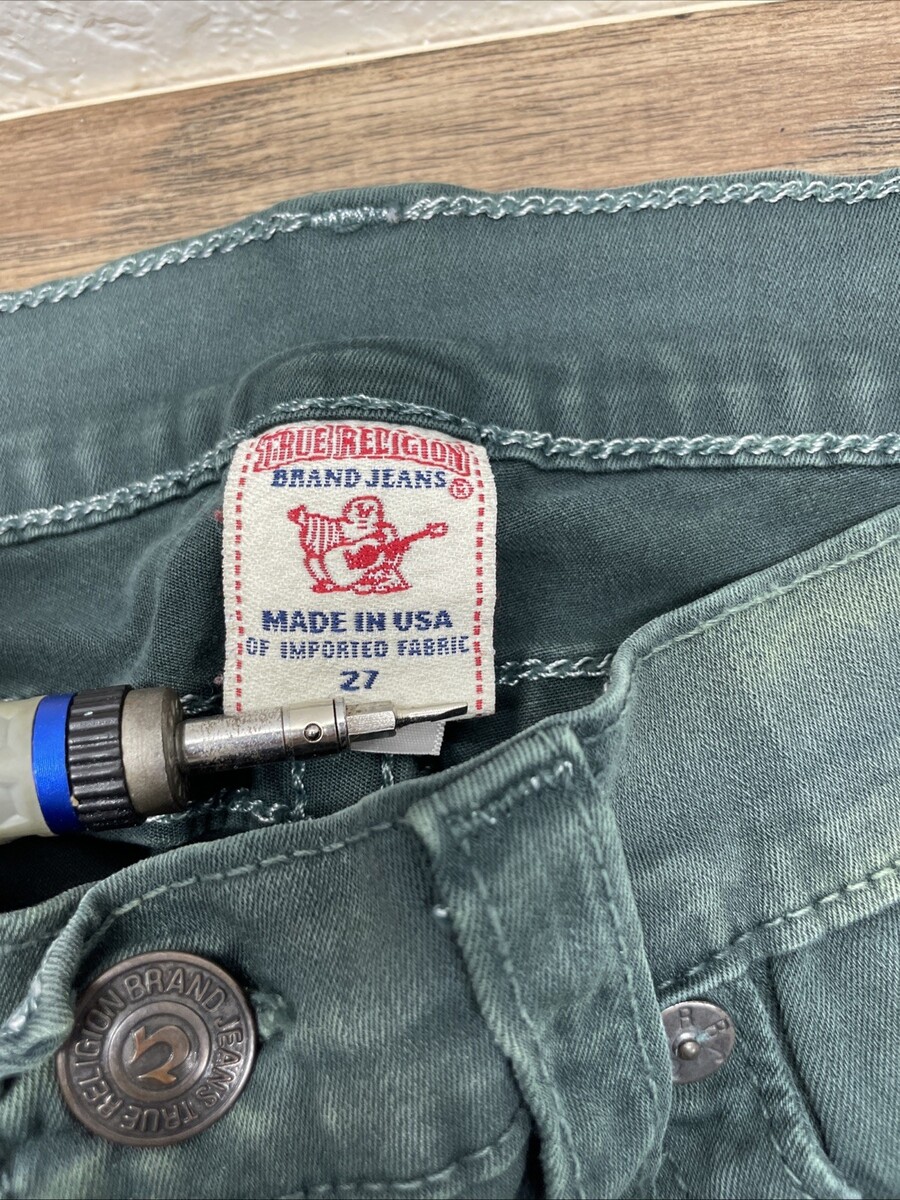 TRUE RELIGION
BRAND JEANS
®
MADE IN USA
OF IMPORTED FABRIC
27
TRUE RELIGION BRAND JEANS